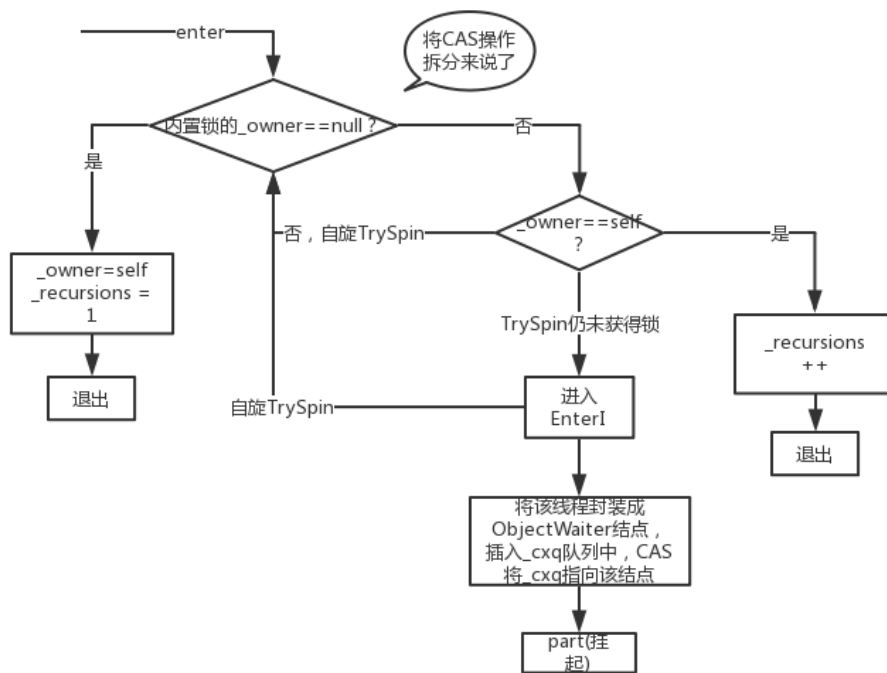 enter
将CAS操作
拆分来说了
内置锁的_owner==null？
是
否
_owner==self
？
否，自旋TrySpin
是
_owner=self
_recursions =
1
TrySpin仍未获得锁
_recursions
++
退出
进入
EnterI
自旋TrySpin
退出
将该线程封装成
ObjectWaiter结点，
插入_cxq队列中，CAS
将_cxq指向该结点
part(挂
起)